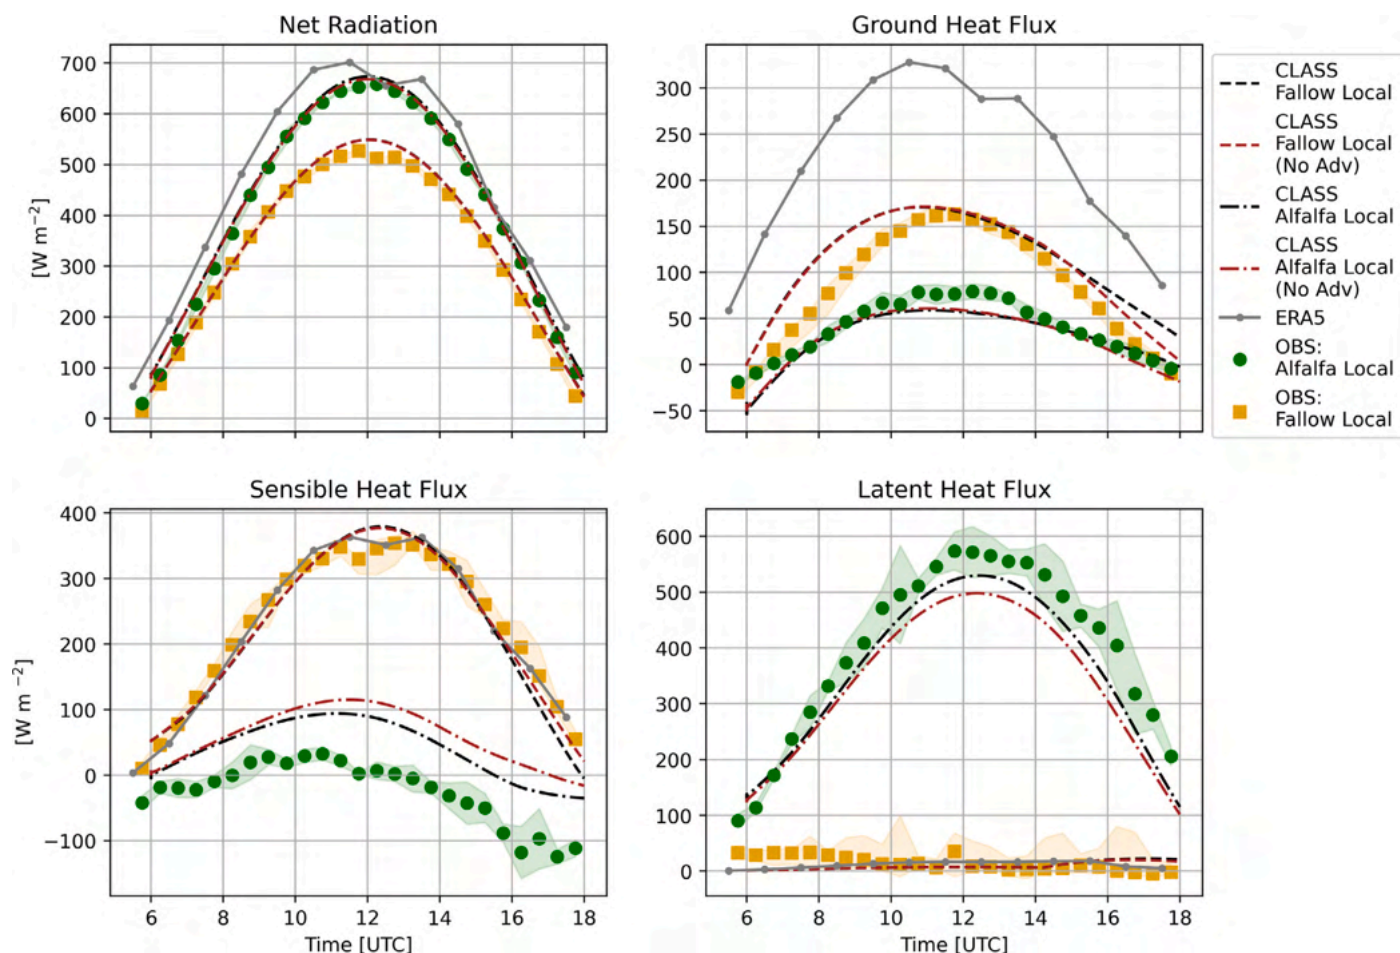 Net Radiation
700
600
500
400
300
200
100
0
[W m⁻²]
Ground Heat Flux
300
250
200
150
100
50
0
−50
CLASS
Fallow Local
CLASS
Fallow Local
(No Adv)
CLASS
Alfalfa Local
CLASS
Alfalfa Local
(No Adv)
ERA5
OBS:
Alfalfa Local
OBS:
Fallow Local
Sensible Heat Flux
400
300
200
100
0
−100
[W m⁻²]
6 8 10 12 14 16 18
Time [UTC]
Latent Heat Flux
600
500
400
300
200
100
0
6 8 10 12 14 16 18
Time [UTC]